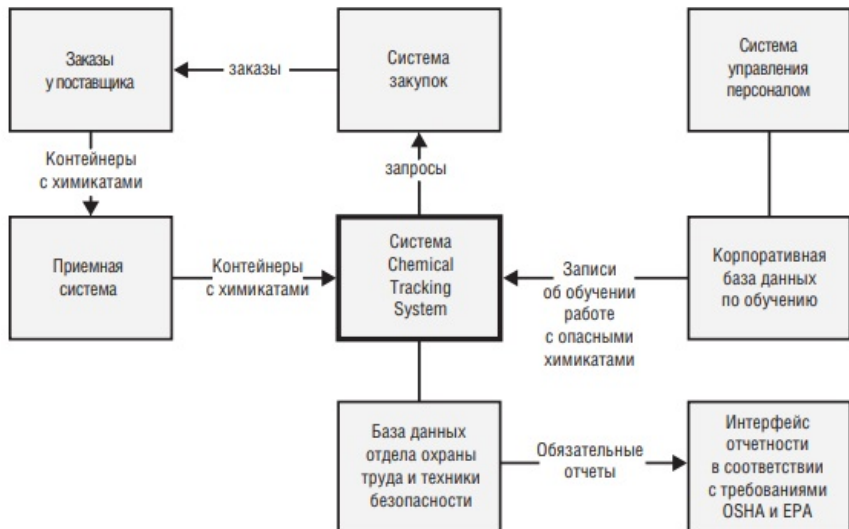 Заказы
у поставщика
заказы
Система
закупок
Система
управления
персоналом
Контейнеры
с химикатами
запросы
Приемная
система
Контейнеры
с химикатами
Система
Chemical
Tracking
System
Записи
об обучении
работе
с опасными
химикатами
Корпоративная
база данных
по обучению
База данных
отдела охраны
труда и техники
безопасности
Обязательные
отчеты
Интерфейс
отчетности
в соответствии
с требованиями
OSHA и EPA